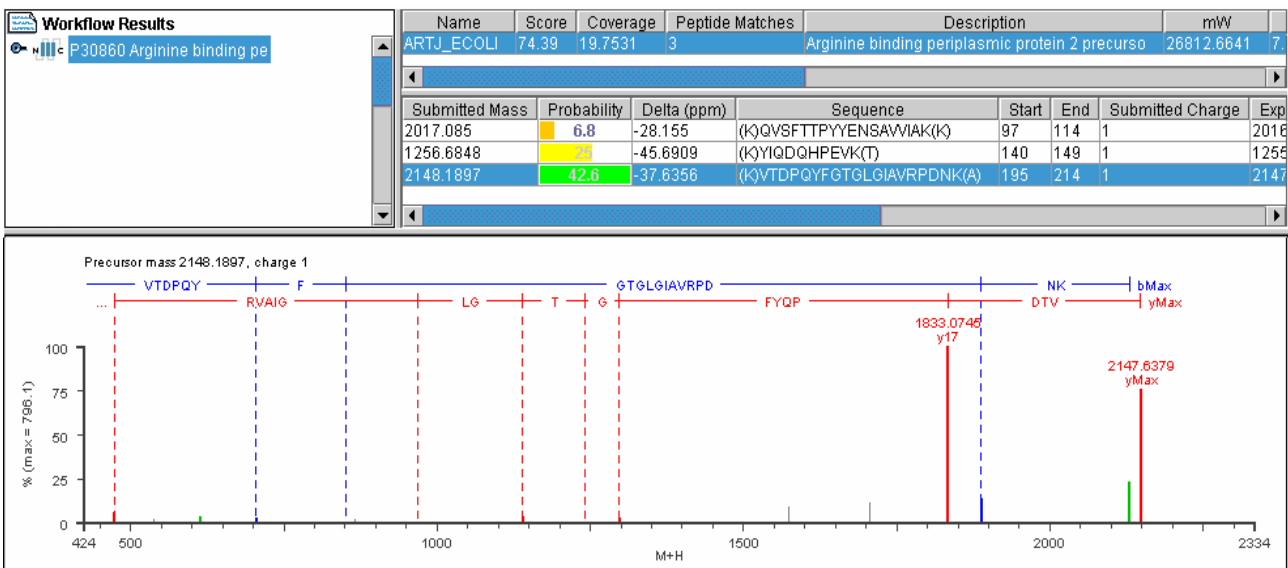 Workflow Results
P30860 Arginine binding pe
Name Score Coverage Peptide Matches Description mW
ARTJ_ECOLI 74.39 19.7531 3 Arginine binding periplasmic protein 2 precurso 26812.6641 7.
Submitted Mass Probability Delta (ppm) Sequence Start End Submitted Charge Exp
2017.085 6.8 -28.155 (K)QVSFTTPYYENSAVVIAK(K) 97 114 1 2016
1256.6848 25 -45.6909 (K)YIQDQHPEVK(T) 140 149 1 1255
2148.1897 42.6 -37.6356 (K)VTDPQYFGTGLGIAVRPDNK(A) 195 214 1 2147
Precursor mass 2148.1897, charge 1
VTDPQY F GTGLGIAVRPD NK bMax
... RVAIG LG T G FYQP DTV yMax
1833.0745
y17
2147.6379
yMax
100
75
50
25
0
% (max = 796.1)
424 500 1000 1500 2000 2334
M+H